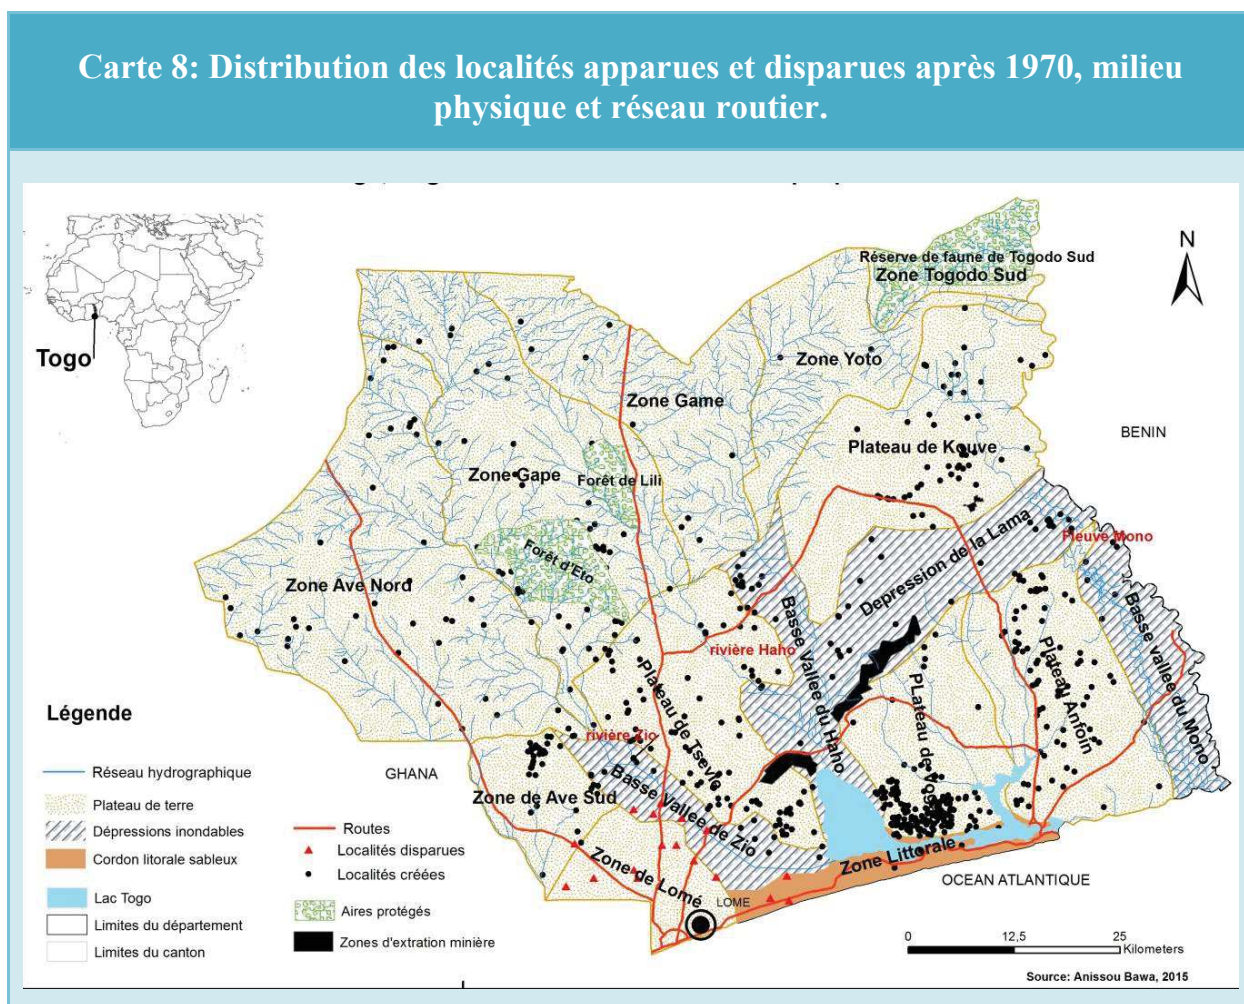 Carte 8: Distribution des localités apparues et disparues après 1970, milieu
physique et réseau routier.
Togo
N
Réserve de faune de Togodo Sud
Zone Togodo Sud
Zone Yoto
Zone Game
BENIN
Plateau de Kouve
Zone Gape
Forêt de Lili
Depression de la Lama
Fleuve Mono
Forêt d'Eto
Zone Ave Nord
Basse Vallee du Haho
Basse vallee du Mono
rivière Haho
Plateau Anfoin
Plateau de Tsevie
PLateau de Vos
rivière Zio
GHANA
Basse Vallee de Zio
Zone de Ave Sud
Zone de Lomé
Zone Littorale
LOME
OCEAN ATLANTIQUE
Légende
Réseau hydrographique
Plateau de terre
Dépressions inondables
Cordon litorale sableux
Lac Togo
Limites du département
Limites du canton
Routes
Localités disparues
Localités créées
Aires protégés
Zones d'extration minière
0 12,5 25
Kilometers
Source: Anissou Bawa, 2015